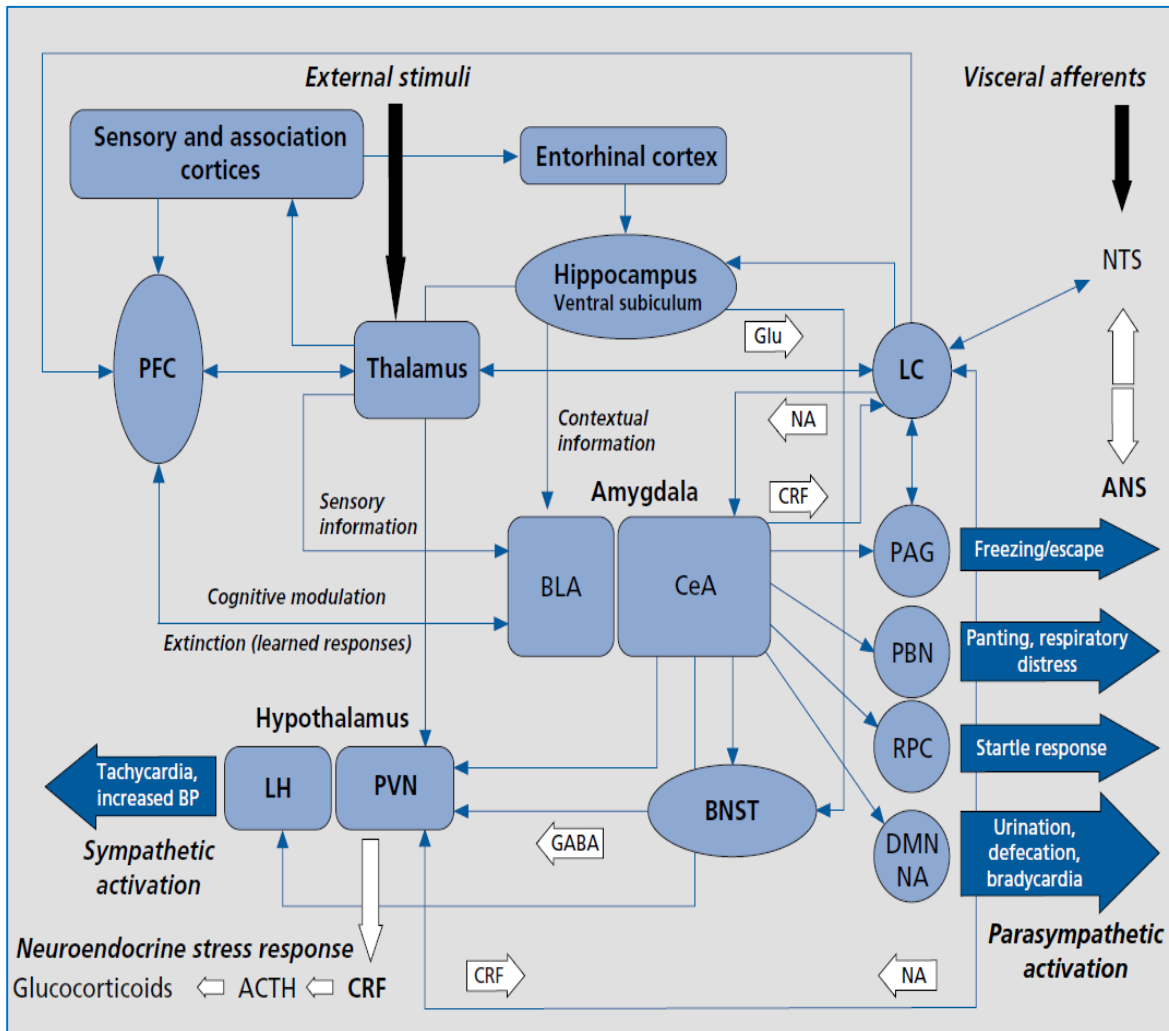 External stimuli
Visceral afferents
Sensory and association
cortices
Entorhinal cortex
Hippocampus
Ventral subiculum
NTS
Glu
PFC
Thalamus
LC
NA
Contextual
information
CRF
ANS
Amygdala
Sensory
information
BLA
CeA
PAG
Freezing/escape
Cognitive modulation
Extinction (learned responses)
PBN
Panting, respiratory
distress
Hypothalamus
RPC
Startle response
Tachycardia,
increased BP
LH
PVN
BNST
GABA
DMN
NA
Urination,
defecation,
bradycardia
Sympathetic
activation
Neuroendocrine stress response
Glucocorticoids
ACTH
CRF
CRF
NA
Parasympathetic
activation